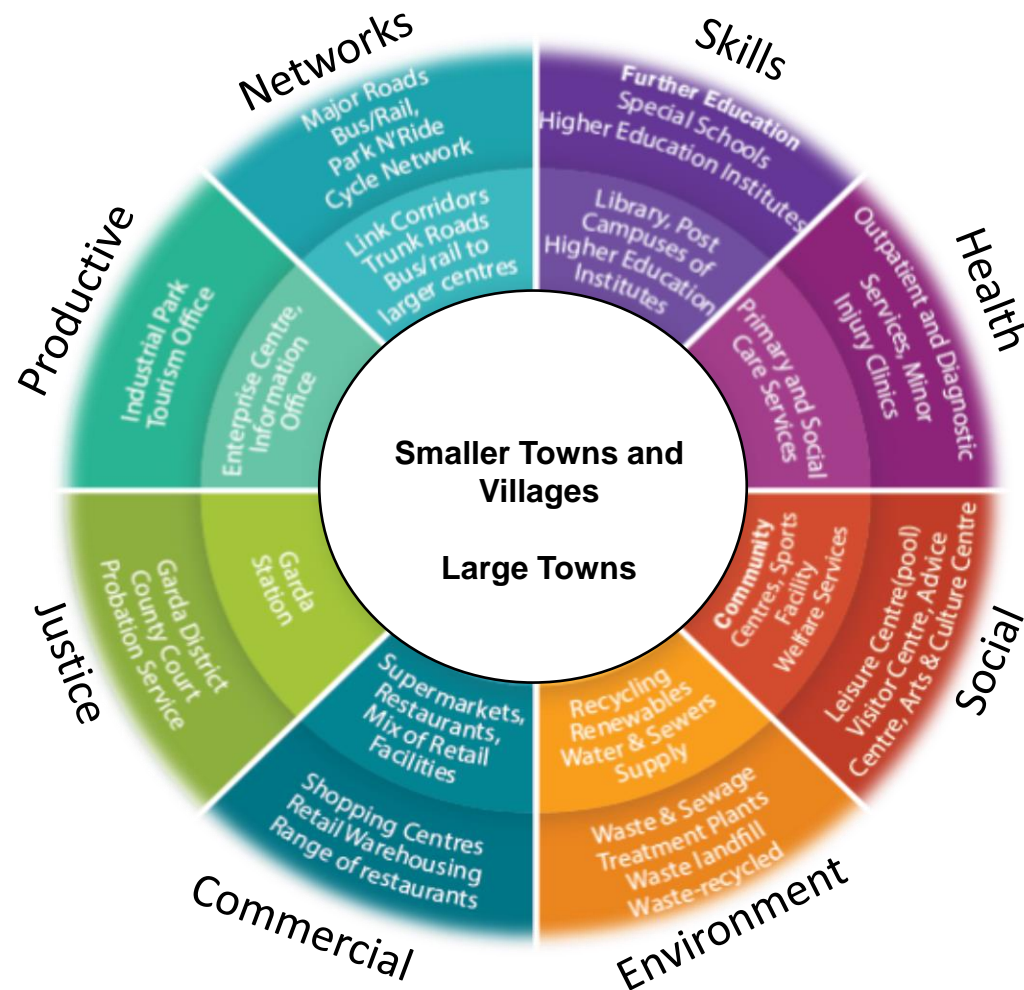 Networks
Major Roads
Bus/Rail,
Park N'Ride
Cycle Network
Link Corridors
Trunk Roads
Bus/rail to
larger centres
Skills
Further Education
Special Schools
Higher Education Institutes
Library, Post
Campuses of
Higher Education
Institutes
Health
Outpatient and Diagnostic
Services, Minor
Injury Clinics
Primary and Social
Care Services
Social
Community
Centres, Sports
Facility
Welfare Services
Leisure Centre(pool)
Visitor Centre, Advice
Centre, Arts & Culture Centre
Environment
Recycling
Renewables
Water & Sewers
Supply
Waste & Sewage
Treatment Plants
Waste landfill
Waste-recycled
Commercial
Supermarkets,
Restaurants,
Mix of Retail
Facilities
Shopping Centres
Retail Warehousing
Range of restaurants
Justice
Garda
Station
Garda District
County Court
Probation Service
Productive
Industrial Park
Tourism Office
Enterprise Centre,
Information
Office
Smaller Towns and
Villages
Large Towns